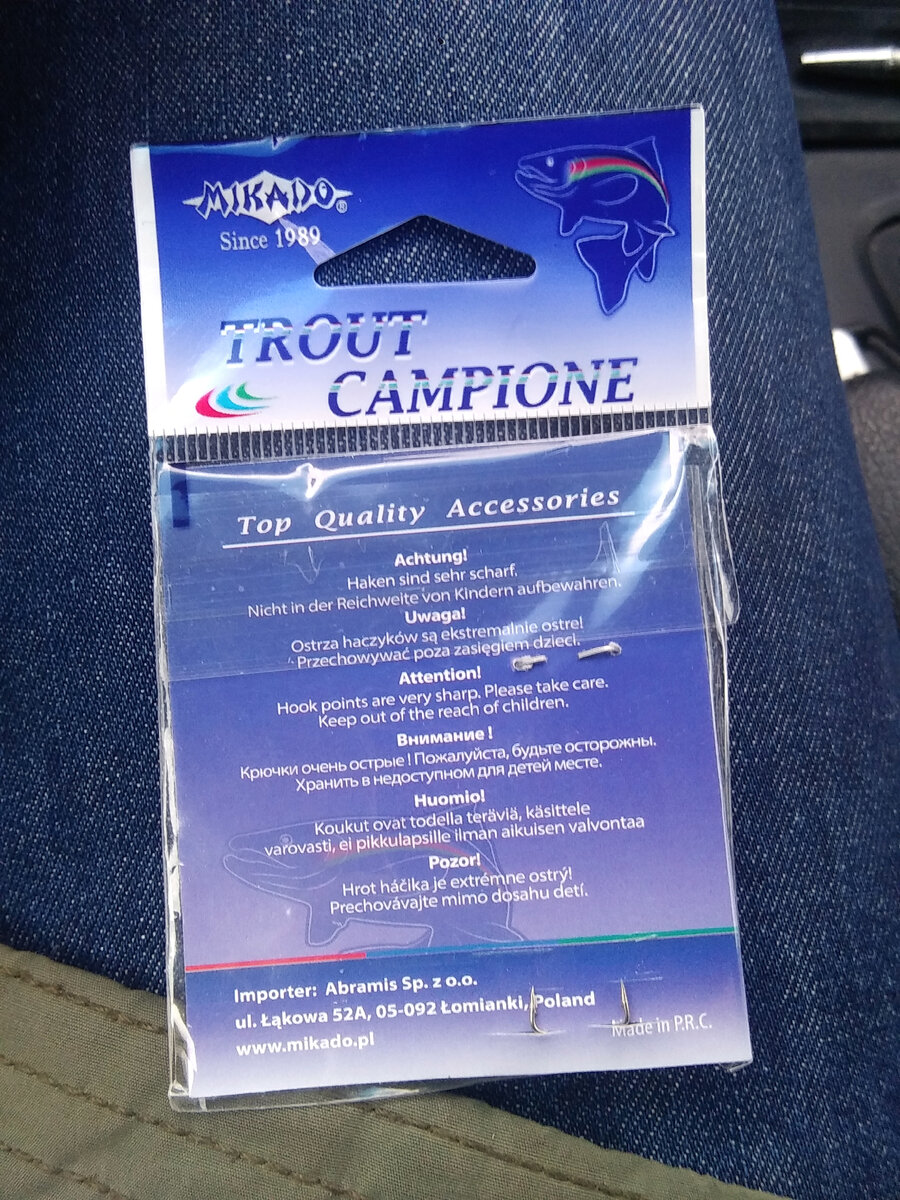 MIKADO®
Since 1989
TROUT
CAMPIONE
Top Quality Accessories
Achtung!
Haken sind sehr scharf.
Nicht in der Reichweite von Kindern aufbewahren.
Uwaga!
Ostrza haczyków są ekstremalnie ostre!
Przechowywać poza zasięgiem dzieci.
Attention!
Hook points are very sharp. Please take care.
Keep out of the reach of children.
Внимание !
Крючки очень острые ! Пожалуйста, будьте осторожны.
Хранить в недоступном для детей месте.
Huomio!
Koukut ovat todella teräviä, käsittele
varovasti, ei pikkulapsille ilman aikuisen valvontaa
Pozor!
Hrot háčika je extrémne ostrý!
Prechovávajte mimo dosahu detí.
Importer: Abramis Sp. z o.o.
ul. Łąkowa 52A, 05-092 Łomianki, Poland
www.mikado.pl
Made in P.R.C.